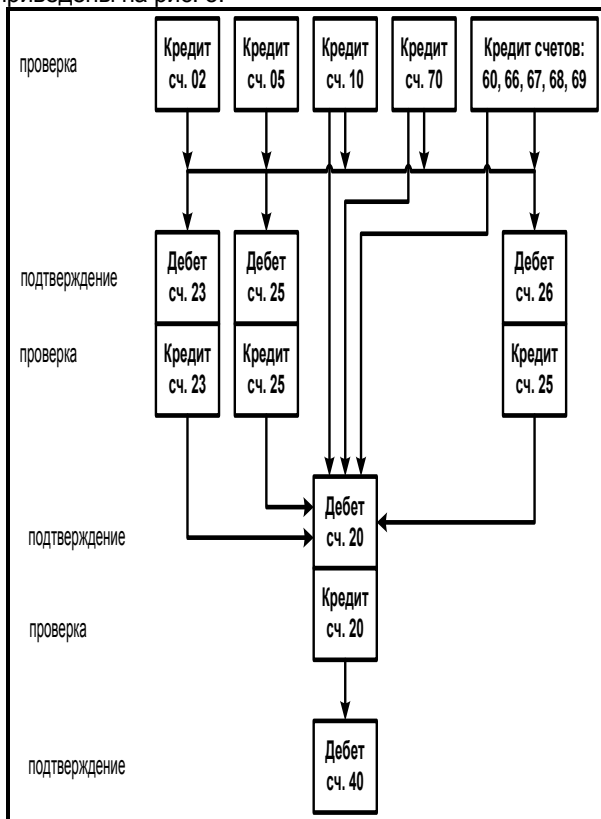 приведены на рис. 3.
проверка
Кредит
сч. 02
Кредит
сч. 05
Кредит
сч. 10
Кредит
сч. 70
Кредит счетов:
60, 66, 67, 68, 69
подтверждение
Дебет
сч. 23
Дебет
сч. 25
Дебет
сч. 26
проверка
Кредит
сч. 23
Кредит
сч. 25
Кредит
сч. 25
подтверждение
Дебет
сч. 20
проверка
Кредит
сч. 20
подтверждение
Дебет
сч. 40